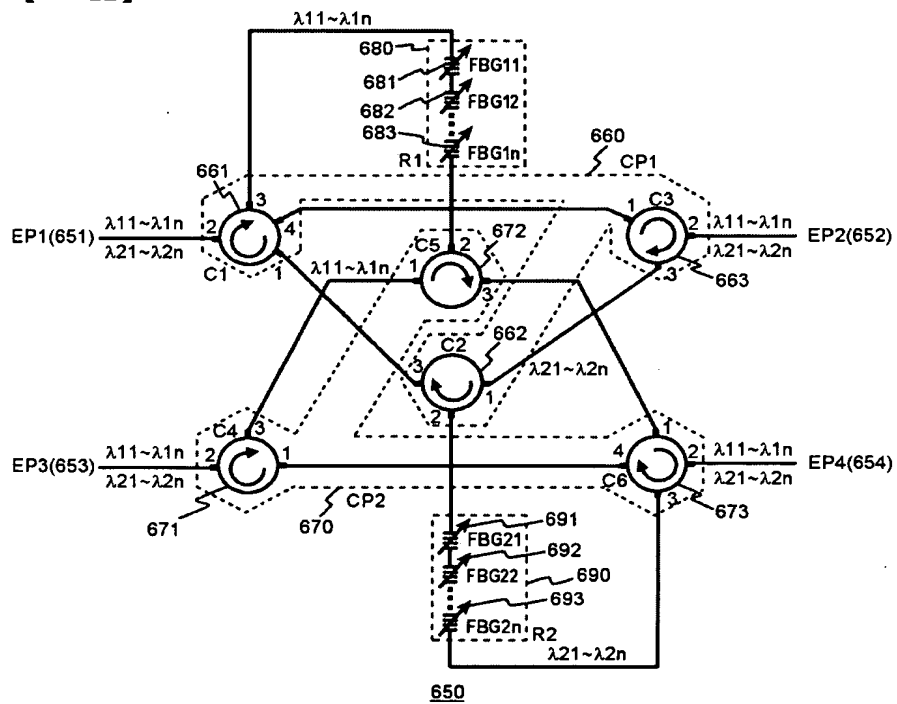 λ11~λ1n
680
681
FBG11
682
FBG12
683
FBG1n
R1
660
CP1
661
3
2
4
1
C1
C3
1
2
3
663
EP1(651)
λ11~λ1n
λ21~λ2n
λ11~λ1n
λ21~λ2n
EP2(652)
C5
2
672
1
3
λ11~λ1n
C2
662
3
1
2
λ21~λ2n
EP3(653)
λ11~λ1n
λ21~λ2n
C4
3
2
1
671
CP2
670
1
4
2
C6
3
673
λ11~λ1n
λ21~λ2n
EP4(654)
691
FBG21
692
FBG22
690
693
FBG2n
R2
λ21~λ2n
650